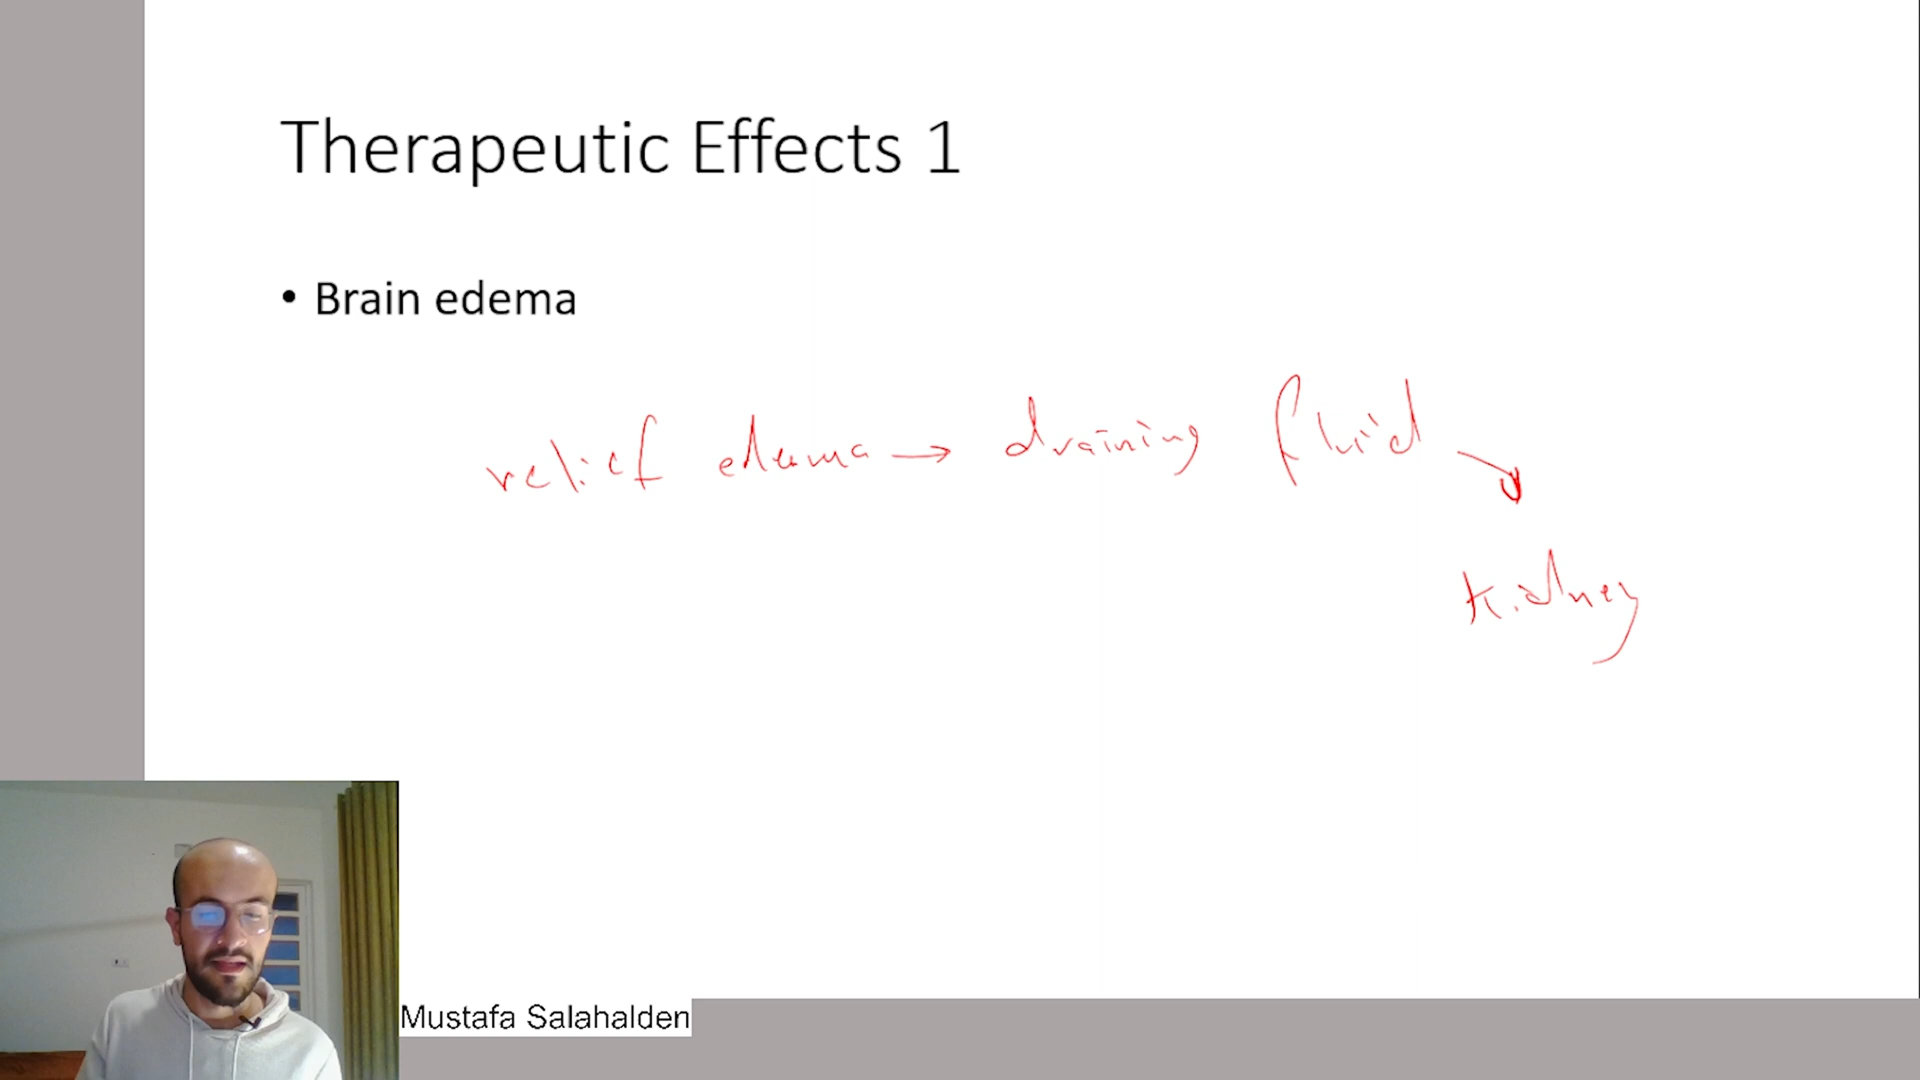 Therapeutic Effects 1
• Brain edema
relief edema → draining fluid
kidney
Mustafa Salahalden